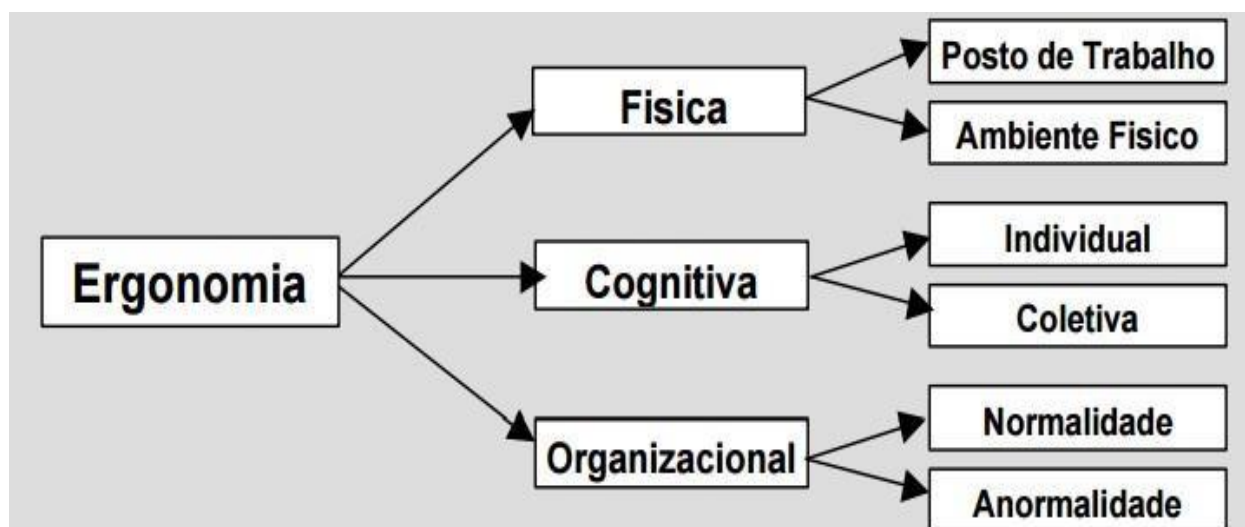 Ergonomia
Fisica
Posto de Trabalho
Ambiente Fisico
Cognitiva
Individual
Coletiva
Organizacional
Normalidade
Anormalidade